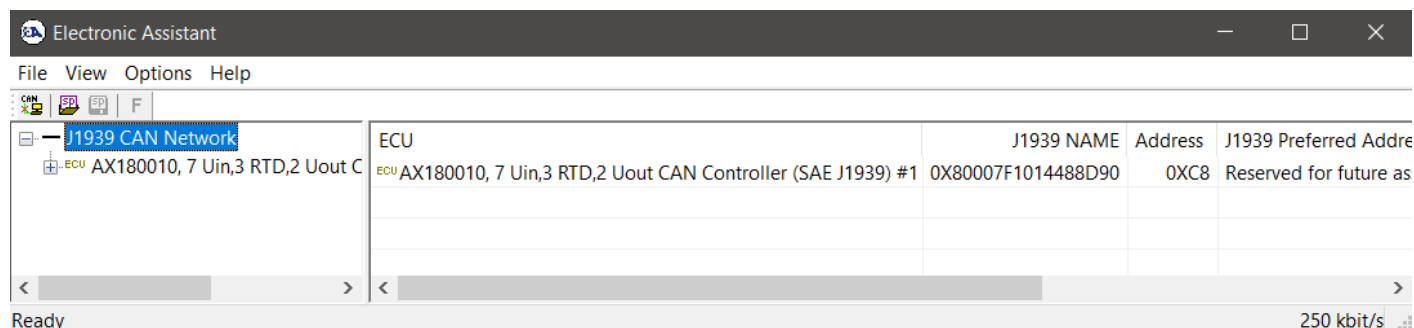 EA Electronic Assistant
File View Options Help
CAN SP SP F
J1939 CAN Network
ECU AX180010, 7 Uin,3 RTD,2 Uout C
ECU J1939 NAME Address J1939 Preferred Addre
ECU AX180010, 7 Uin,3 RTD,2 Uout CAN Controller (SAE J1939) #1 0X80007F1014488D90 0XC8 Reserved for future as
Ready 250 kbit/s